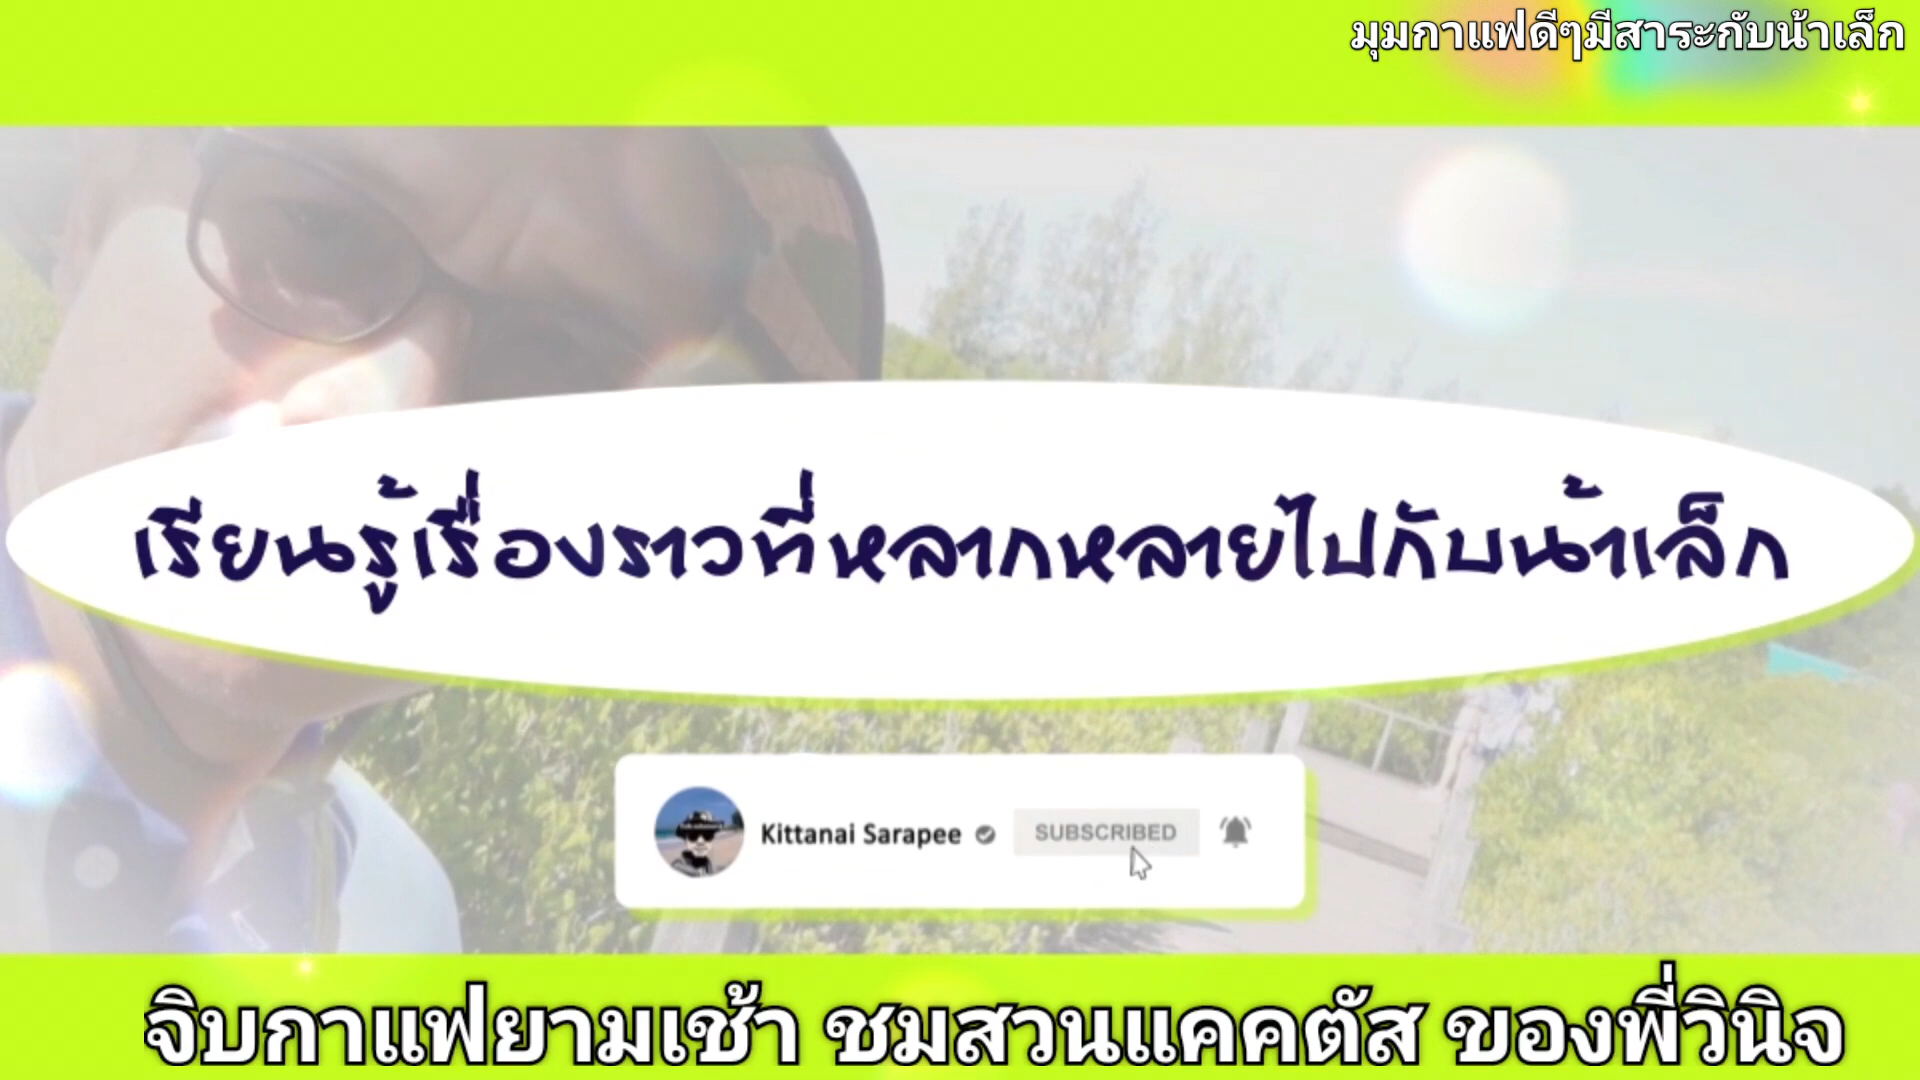 มุมกาแฟดีๆมีสาระกับน้าเล็ก
เรียนรู้เรื่องราวที่หลากหลายไปกับน้าเล็ก
Kittanai Sarapee SUBSCRIBED
จิบกาแฟยามเช้า ชมสวนแคคตัส ของพี่วินิจ